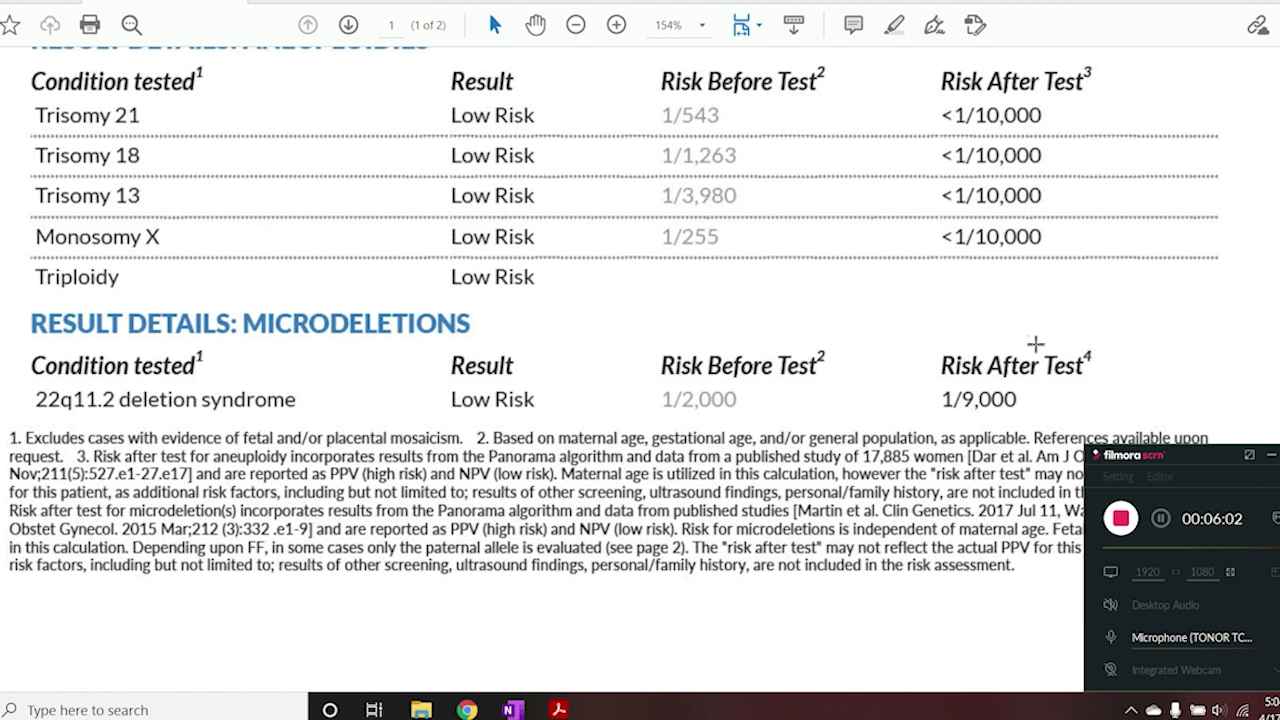 1 (1 of 2) 154%
RESULT DETAILS: ANEUPLOIDIES
Condition tested1 Result Risk Before Test2 Risk After Test3
Trisomy 21 Low Risk 1/543 <1/10,000
Trisomy 18 Low Risk 1/1,263 <1/10,000
Trisomy 13 Low Risk 1/3,980 <1/10,000
Monosomy X Low Risk 1/255 <1/10,000
Triploidy Low Risk
RESULT DETAILS: MICRODELETIONS
Condition tested1 Result Risk Before Test2 Risk After Test4
22q11.2 deletion syndrome Low Risk 1/2,000 1/9,000
1. Excludes cases with evidence of fetal and/or placental mosaicism. 2. Based on maternal age, gestational age, and/or general population, as applicable. References available upon
request. 3. Risk after test for aneuploidy incorporates results from the Panorama algorithm and data from a published study of 17,885 women [Dar et al. Am J
Nov;211(5):527.e1-27.e17] and are reported as PPV (high risk) and NPV (low risk). Maternal age is utilized in this calculation, however the "risk after test" may
for this patient, as additional risk factors, including but not limited to; results of other screening, ultrasound findings, personal/family history, are not included in
Risk after test for microdeletion(s) incorporates results from the Panorama algorithm and data from published studies [Martin et al. Clin Genetics. 2017 Jul 11,
Obstet Gynecol. 2015 Mar;212 (3):332 .e1-9] and are reported as PPV (high risk) and NPV (low risk). Risk for microdeletions is independent of maternal age.
in this calculation. Depending upon FF, in some cases only the paternal allele is evaluated (see page 2). The "risk after test" may not reflect the actual PPV for this
risk factors, including but not limited to; results of other screening, ultrasound findings, personal/family history, are not included in the risk assessment.
filmora scrn
Setting Editor
00:06:02
1920 1080
Desktop Audio
Microphone (TONOR TC...
Integrated Webcam
Type here to search